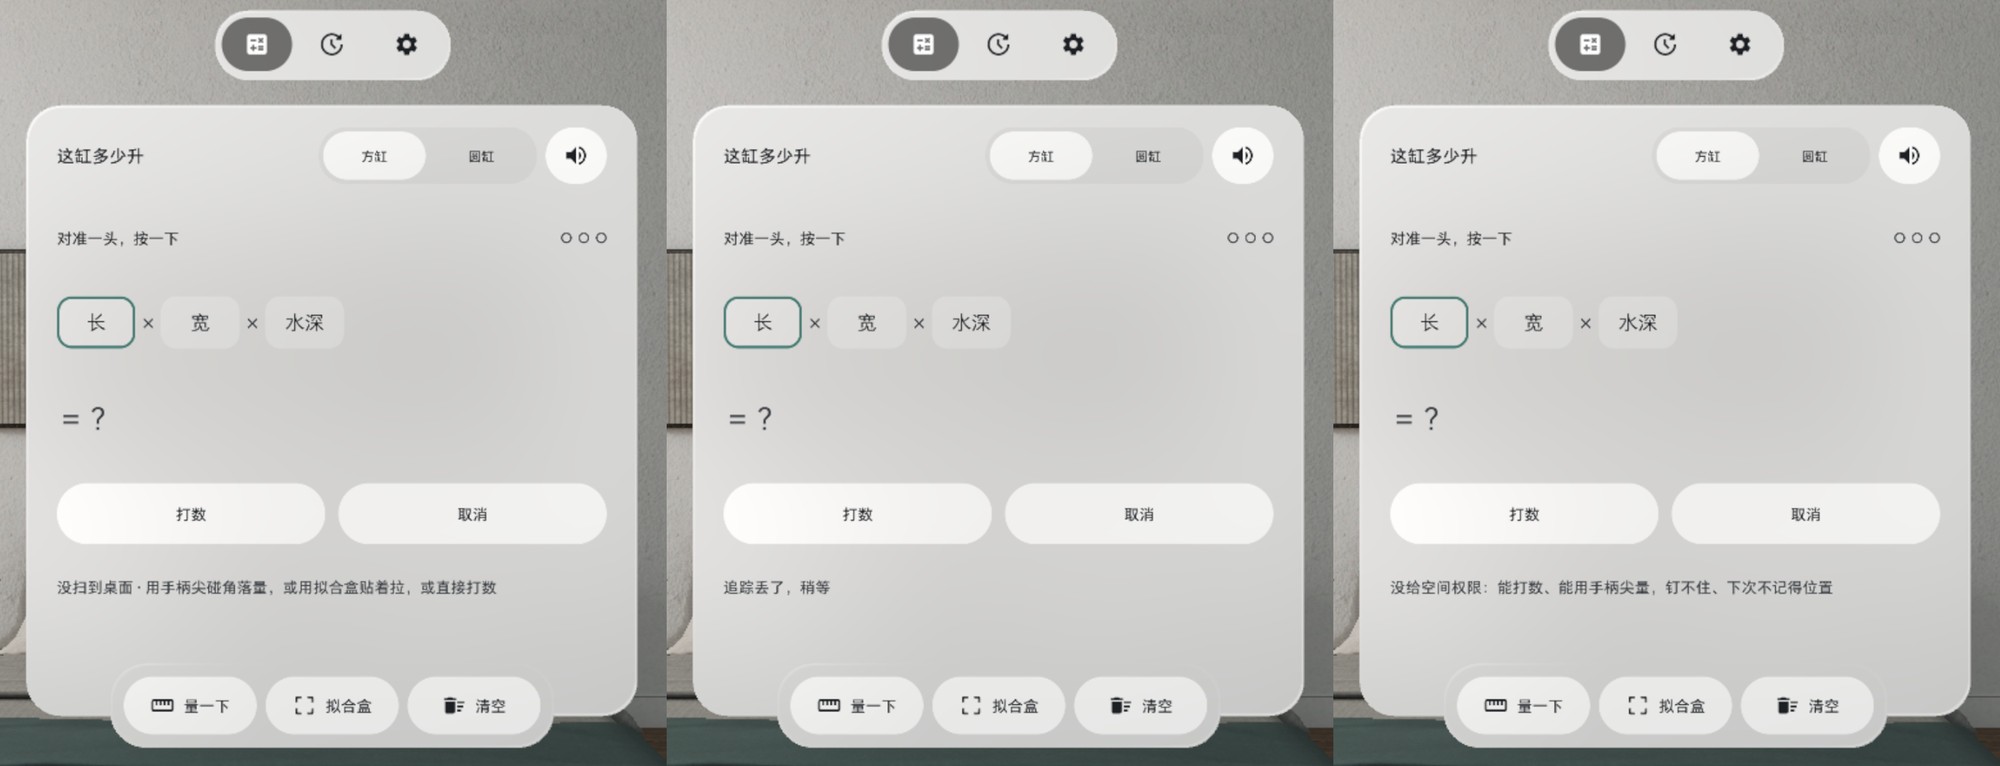 这缸多少升
方缸
圆缸
对准一头，按一下
长 × 宽 × 水深
= ?
打数
取消
没扫到桌面 · 用手柄尖碰角落量，或用拟合盒贴着拉，或直接打数
量一下
拟合盒
清空
这缸多少升
方缸
圆缸
对准一头，按一下
长 × 宽 × 水深
= ?
打数
取消
追踪丢了，稍等
量一下
拟合盒
清空
这缸多少升
方缸
圆缸
对准一头，按一下
长 × 宽 × 水深
= ?
打数
取消
没给空间权限：能打数、能用手柄尖量，钉不住、下次不记得位置
量一下
拟合盒
清空